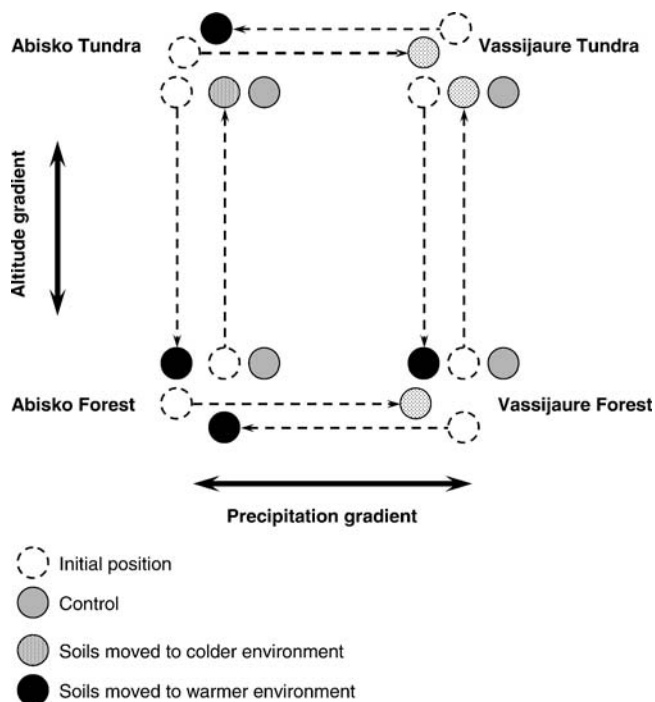 Abisko Tundra
Vassijaure Tundra
Altitude gradient
Abisko Forest
Vassijaure Forest
Precipitation gradient
Initial position
Control
Soils moved to colder environment
Soils moved to warmer environment